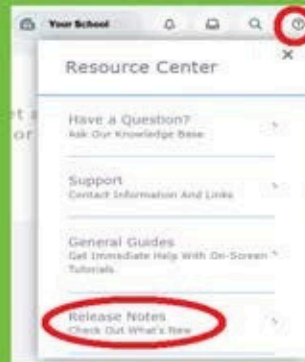 Your School
Resource Center
Have a Question?
Ask Our Knowledge Base
Support
Contact Information And Links
General Guides
Get Immediate Help With On-Screen
Tutorials
Release Notes
Check Out What's New